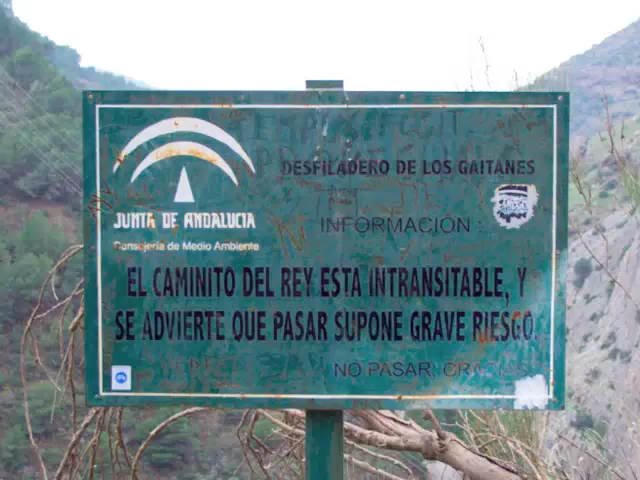 DESFILADERO DE LOS GAITANES
JUNTA DE ANDALUCIA
Consejería de Medio Ambiente
INFORMACIÓN :
EL CAMINITO DEL REY ESTA INTRANSITABLE, Y
SE ADVIERTE QUE PASAR SUPONE GRAVE RIESGO.
NO PASAR, GRACIAS